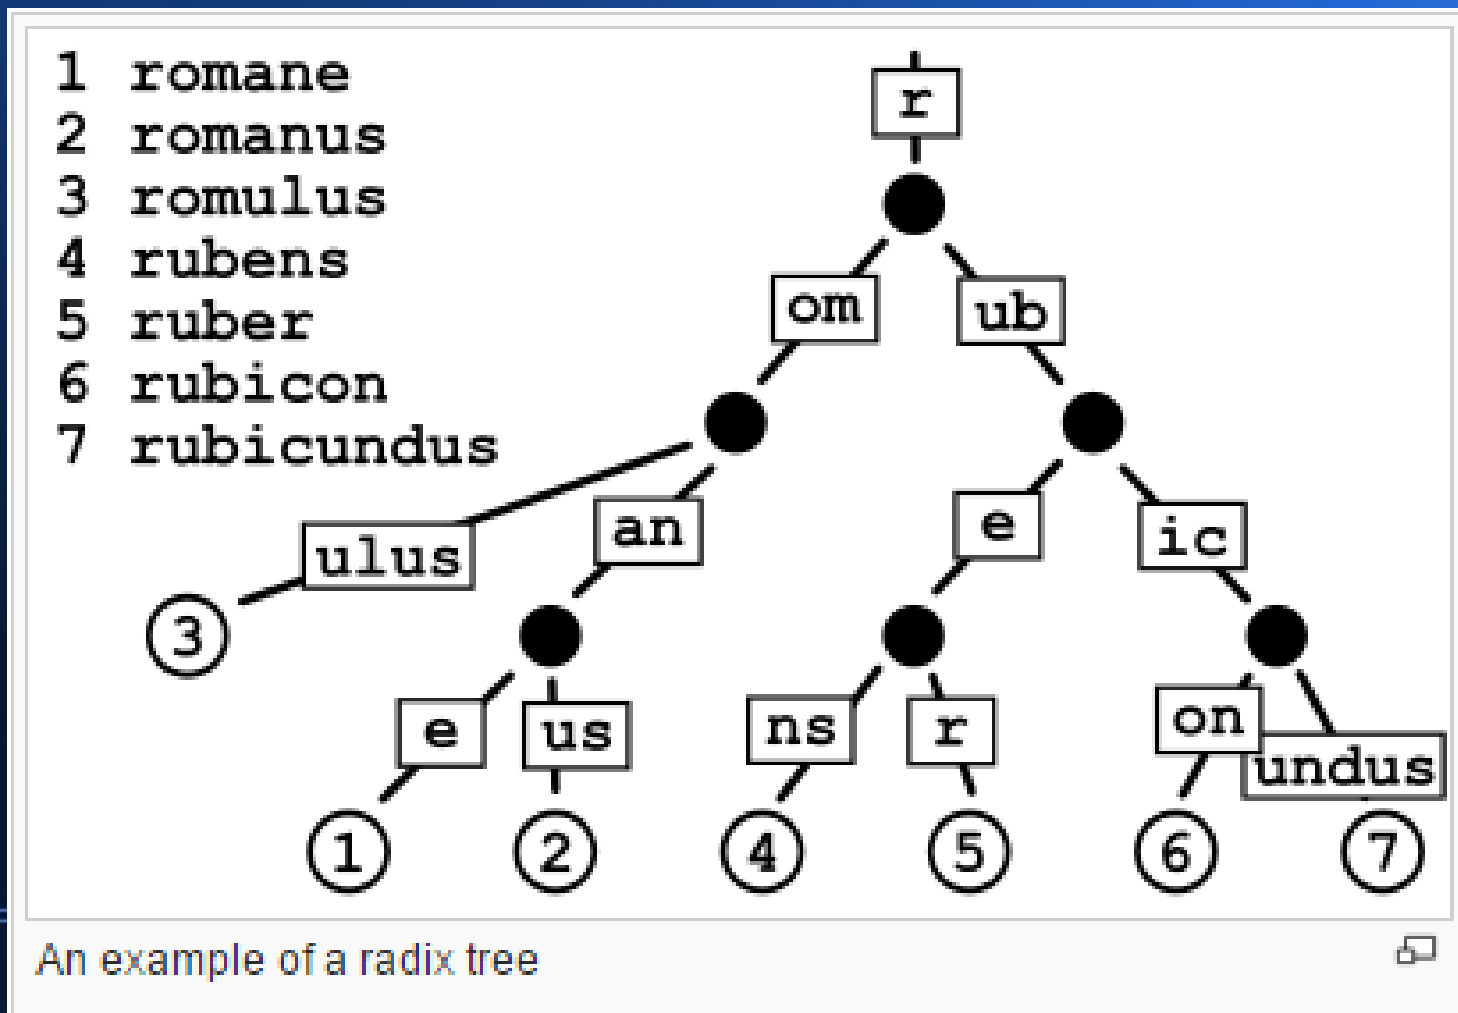 1 romane
2 romanus
3 romulus
4 rubens
5 ruber
6 rubicon
7 rubicundus
r
om
ub
ulus
an
e
ic
3
e
us
ns
r
on
undus
1
2
4
5
6
7
An example of a radix tree